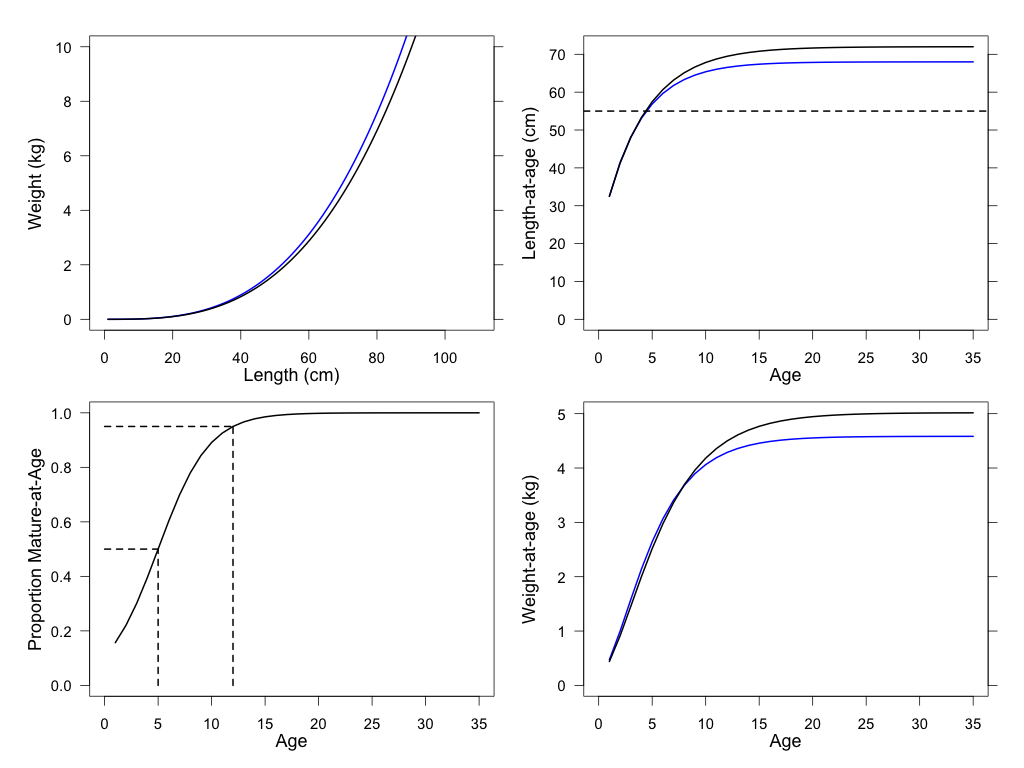 Weight (kg)
10
8
6
4
2
0
0 20 40 60 80 100
Length (cm)
Length-at-age (cm)
70
60
50
40
30
20
10
0
0 5 10 15 20 25 30 35
Age
Proportion Mature-at-Age
1.0
0.8
0.6
0.4
0.2
0.0
0 5 10 15 20 25 30 35
Age
Weight-at-age (kg)
5
4
3
2
1
0
0 5 10 15 20 25 30 35
Age